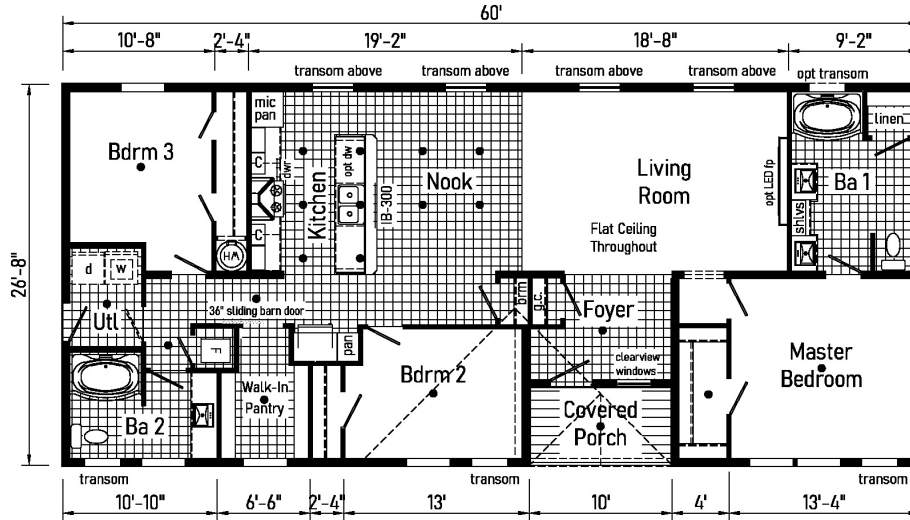 60'
10'-8" 2'-4" 19'-2" 18'-8" 9'-2"
transom above transom above transom above transom above opt transom
26'-8"
mic
pan
linen
Bdrm 3
C
dwr
Kitchen
opt dw
IB-300
Nook
Living
Room
Flat Ceiling
Throughout
opt LED fp
Ba 1
shlvs
C
HW
d w
36" sliding barn door
Utl
brm
g.c.
Foyer
F
pan
clearview
windows
Master
Bedroom
Walk-In
Pantry
Bdrm 2
Covered
Porch
Ba 2
transom transom transom
10'-10" 6'-6" 2'-4" 13' 10' 4' 13'-4"